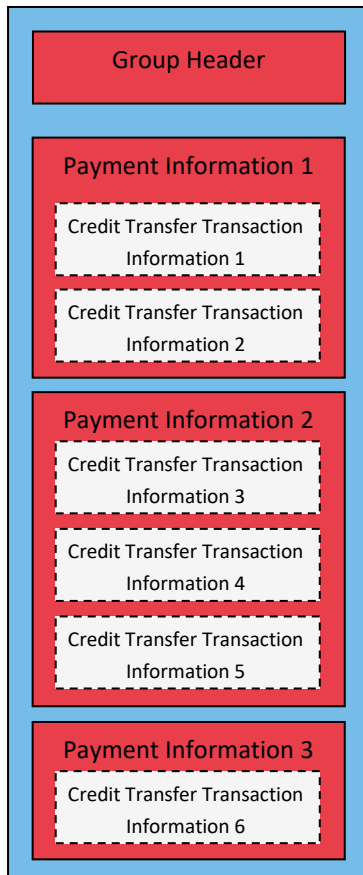 Group Header
Payment Information 1
Credit Transfer Transaction
Information 1
Credit Transfer Transaction
Information 2
Payment Information 2
Credit Transfer Transaction
Information 3
Credit Transfer Transaction
Information 4
Credit Transfer Transaction
Information 5
Payment Information 3
Credit Transfer Transaction
Information 6